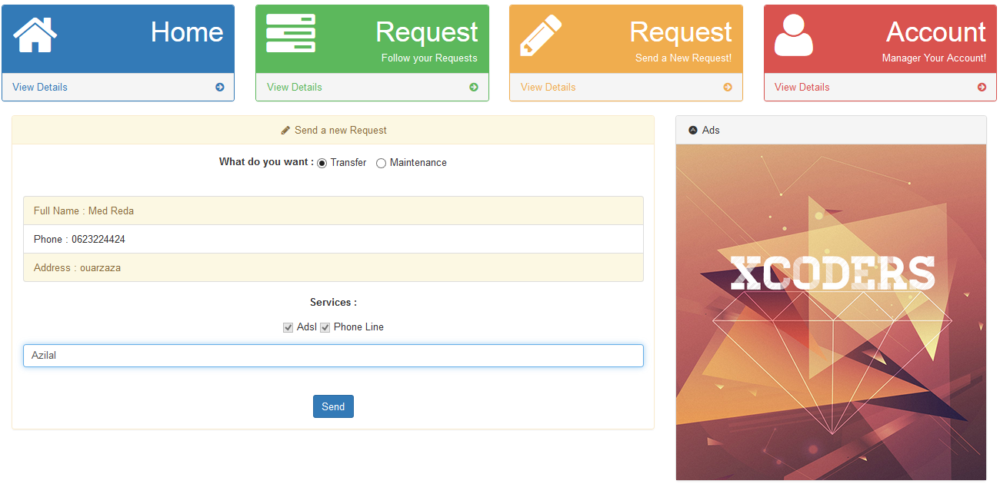 Home
View Details
Request
Follow your Requests
View Details
Request
Send a New Request!
View Details
Account
Manager Your Account!
View Details
Send a new Request
What do you want : Transfer Maintenance
Full Name : Med Reda
Phone : 0623224424
Address : ouarzaza
Services :
Adsl Phone Line
Azilal
Send
Ads
XCODERS